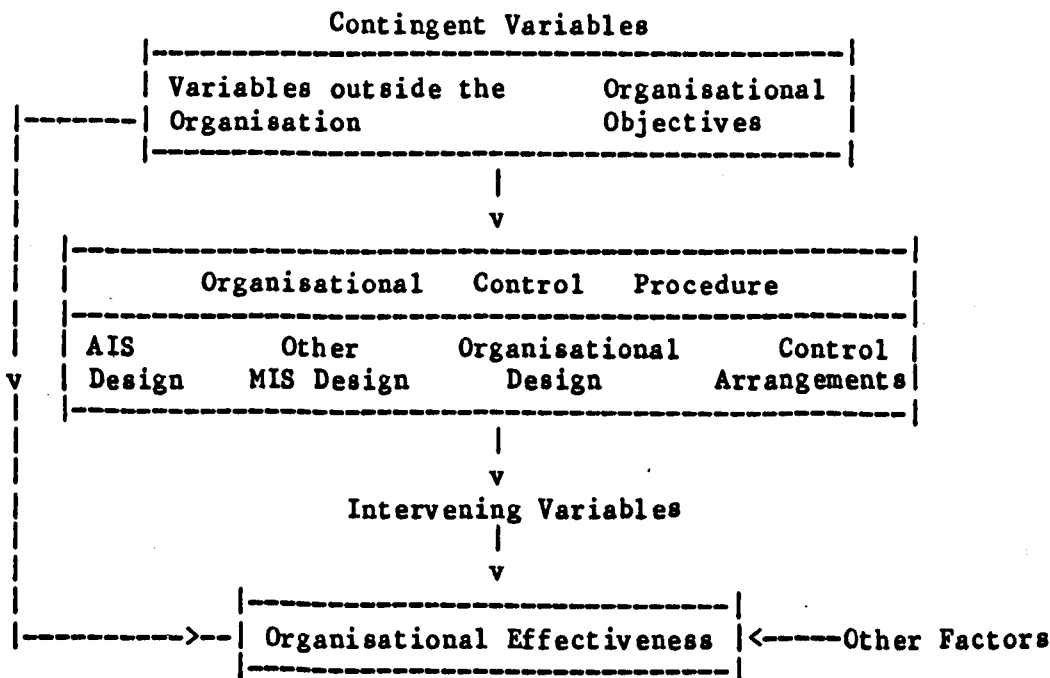 Contingent Variables
Variables outside the Organisational
Organisation Objectives
Organisational Control Procedure
AIS Other Organisational Control
Design MIS Design Design Arrangements
Intervening Variables
Organisational Effectiveness Other Factors